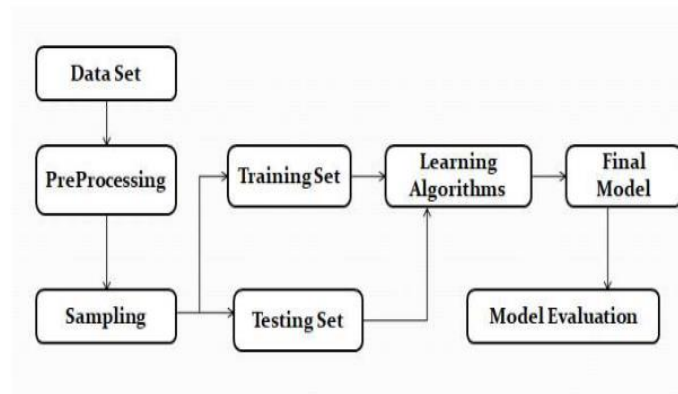 Data Set
PreProcessing
Sampling
Training Set
Testing Set
Learning
Algorithms
Final
Model
Model Evaluation